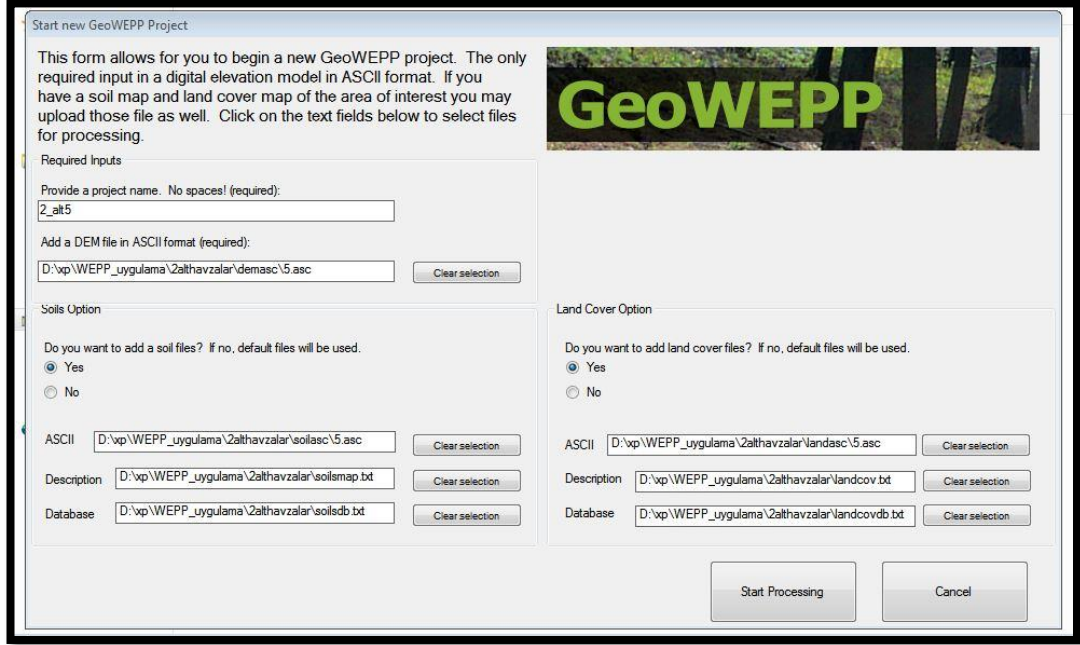 Start new GeoWEPP Project
This form allows for you to begin a new GeoWEPP project. The only
required input in a digital elevation model in ASCII format. If you
have a soil map and land cover map of the area of interest you may
upload those file as well. Click on the text fields below to select files
for processing.
GeoWEPP
Required Inputs
Provide a project name. No spaces! (required):
2_alt5
Add a DEM file in ASCII format (required):
D:\xp\WEPP_uygulama\2althavzalar\demasc\5.asc
Clear selection
Soils Option
Do you want to add a soil files? If no, default files will be used.
Yes
No
ASCII D:\xp\WEPP_uygulama\2althavzalar\soilasc\5.asc Clear selection
Description D:\xp\WEPP_uygulama\2althavzalar\soilsmap.txt Clear selection
Database D:\xp\WEPP_uygulama\2althavzalar\soilsdb.txt Clear selection
Land Cover Option
Do you want to add land cover files? If no, default files will be used.
Yes
No
ASCII D:\xp\WEPP_uygulama\2althavzalar\landasc\5.asc Clear selection
Description D:\xp\WEPP_uygulama\2althavzalar\landcov.txt Clear selection
Database D:\xp\WEPP_uygulama\2althavzalar\landcovdb.txt Clear selection
Start Processing
Cancel